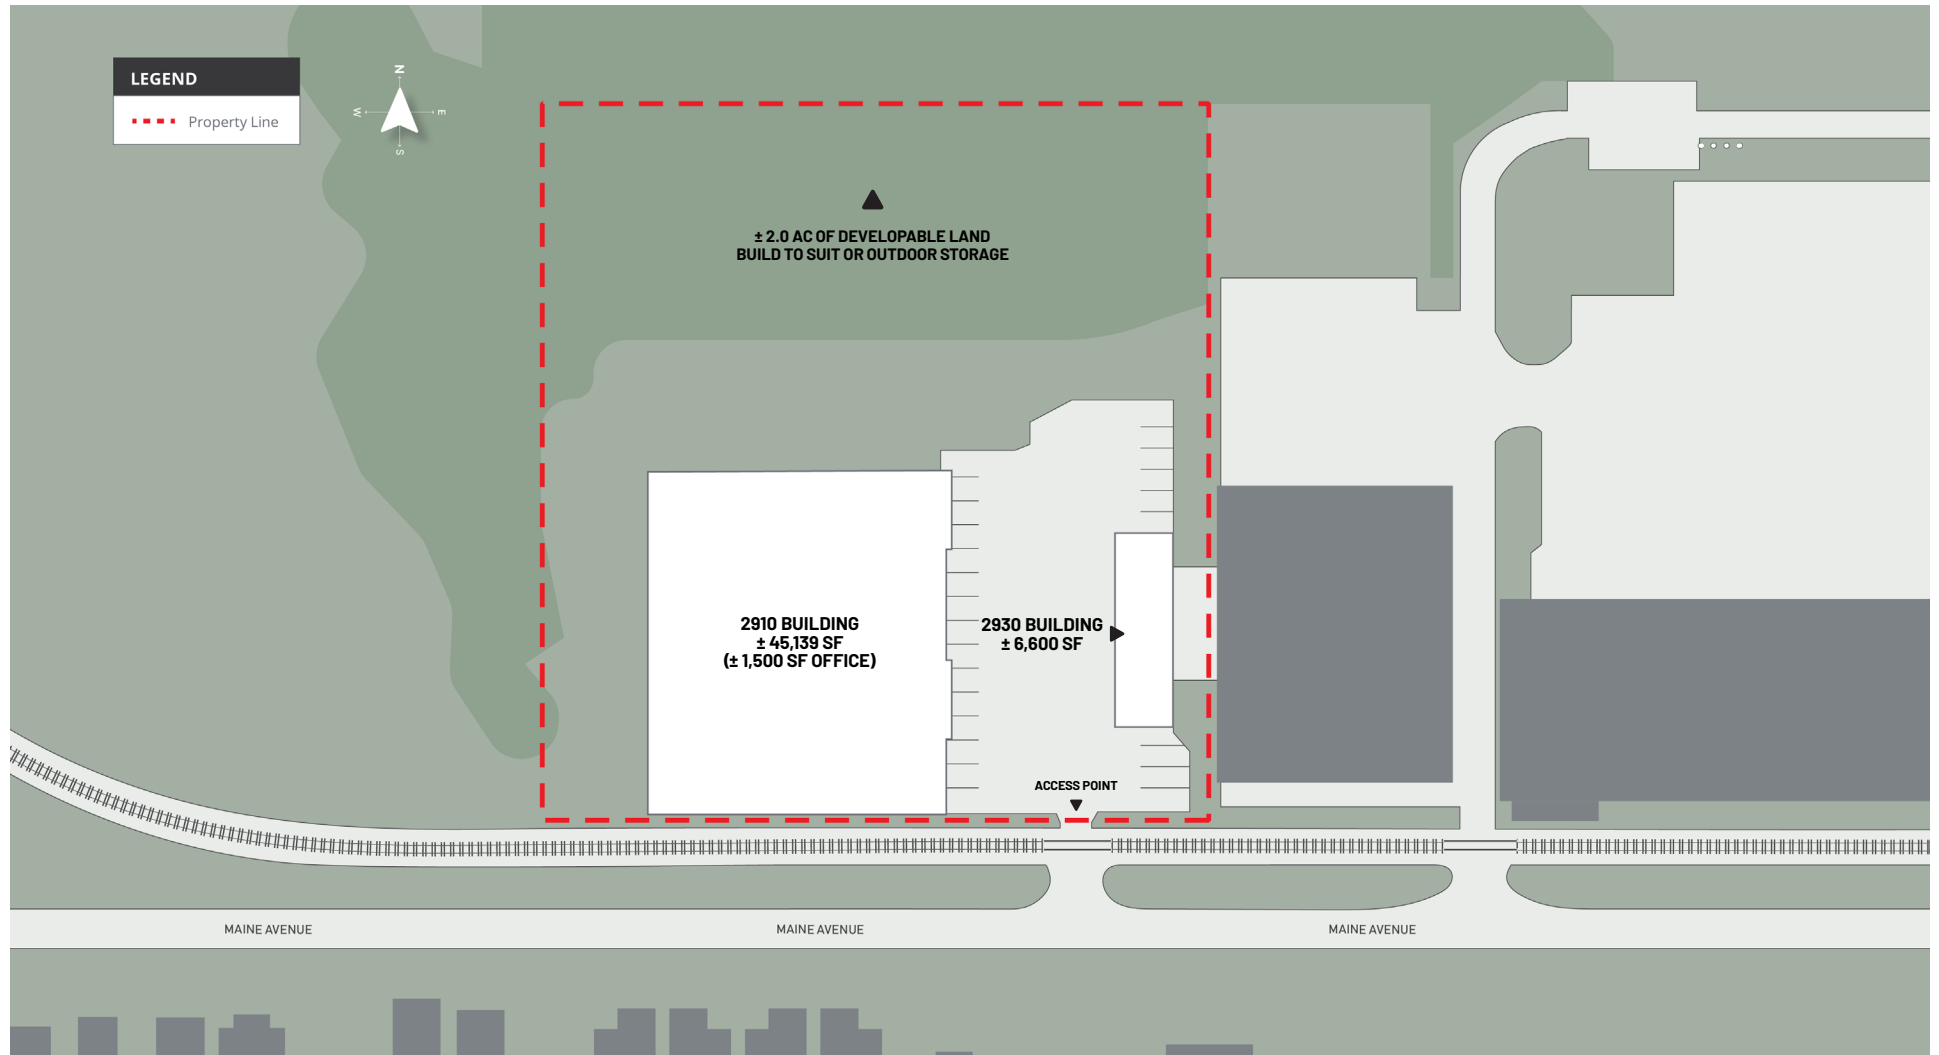 LEGEND
Property Line
N
W
E
S
± 2.0 AC OF DEVELOPABLE LAND
BUILD TO SUIT OR OUTDOOR STORAGE
2910 BUILDING
± 45,139 SF
(± 1,500 SF OFFICE)
2930 BUILDING
± 6,600 SF
ACCESS POINT
MAINE AVENUE
MAINE AVENUE
MAINE AVENUE